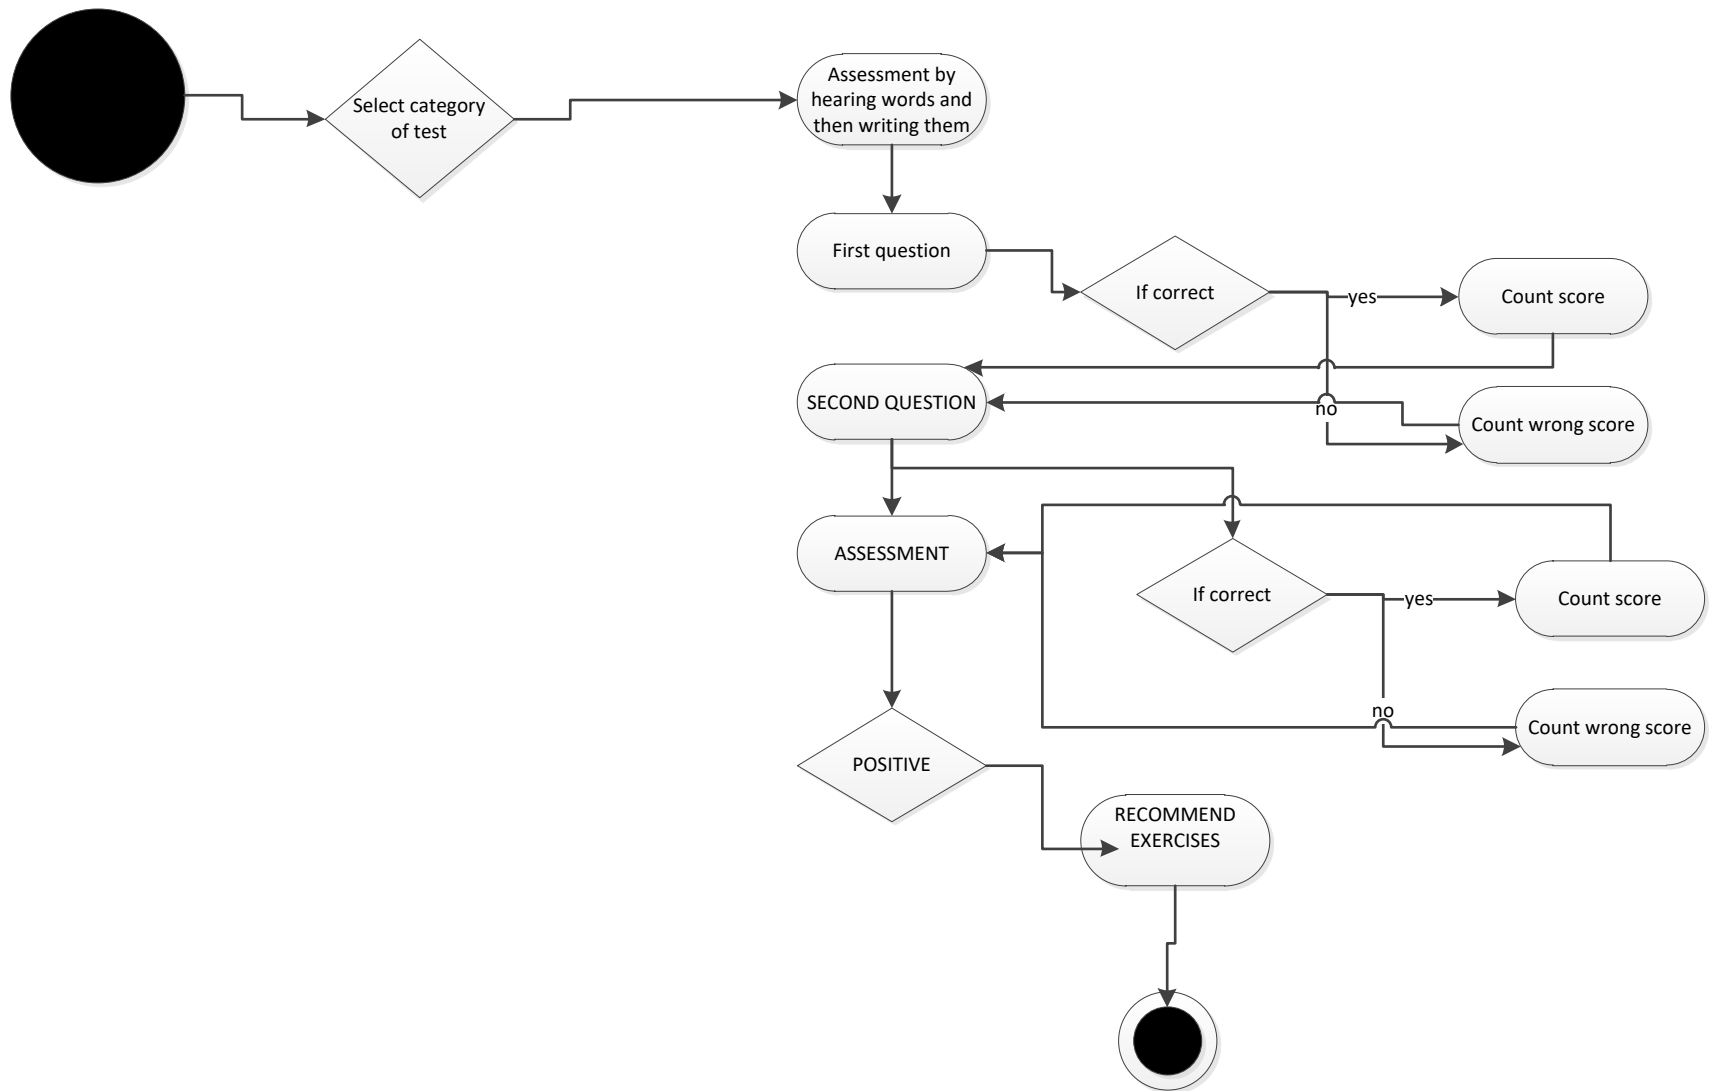 Select category
of test
Assessment by
hearing words and
then writing them
First question
If correct
yes
Count score
SECOND QUESTION
no
Count wrong score
ASSESSMENT
If correct
yes
Count score
no
Count wrong score
POSITIVE
RECOMMEND
EXERCISES